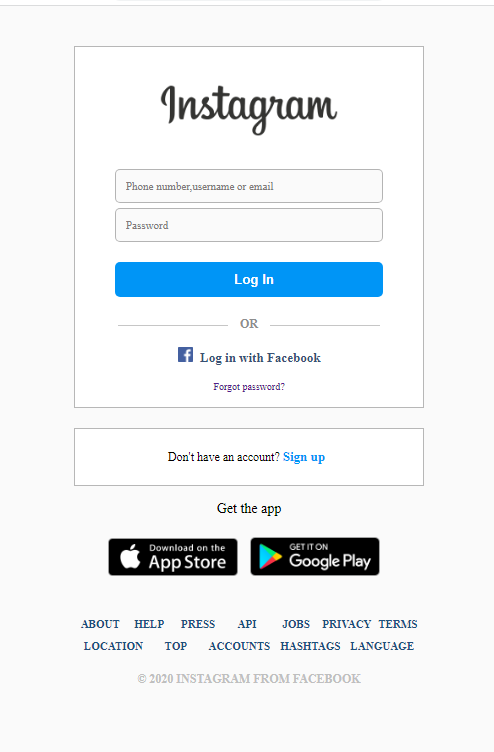 Instagram
Phone number,username or email
Password
Log In
OR
Log in with Facebook
Forgot password?
Don't have an account? Sign up
Get the app
Download on the
App Store
GET IT ON
Google Play
ABOUT HELP PRESS API JOBS PRIVACY TERMS
LOCATION TOP ACCOUNTS HASHTAGS LANGUAGE
© 2020 INSTAGRAM FROM FACEBOOK